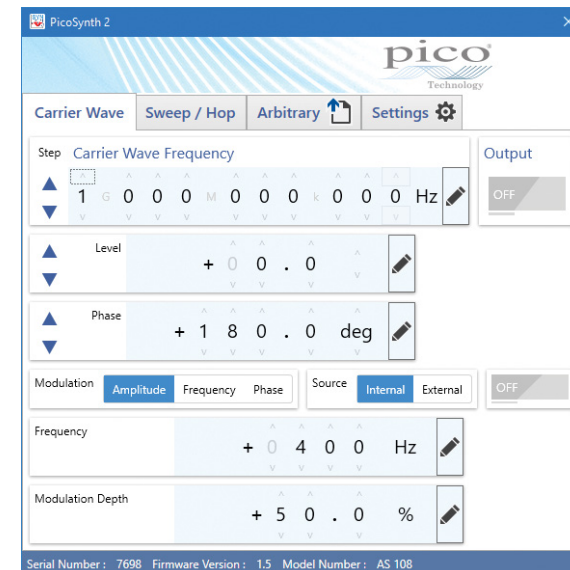 PicoSynth 2
pico
Technology
Carrier Wave Sweep / Hop Arbitrary Settings
Step Carrier Wave Frequency Output
1 G 0 0 0 M 0 0 0 k 0 0 0 Hz OFF
Level
+ 0 0 . 0
Phase
+ 1 8 0 . 0 deg
Modulation Amplitude Frequency Phase Source Internal External OFF
Frequency
+ 0 4 0 0 Hz
Modulation Depth
+ 5 0 . 0 %
Serial Number : 7698 Firmware Version : 1.5 Model Number : AS 108